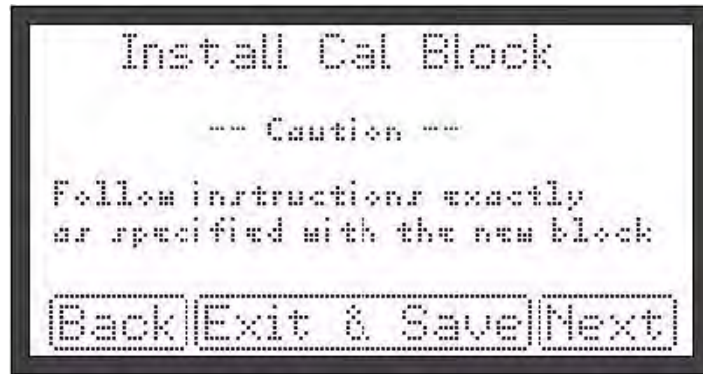 Install Cal Block
-- Caution --
Follow instructions exactly
as specified with the new block
Back Exit & Save Next